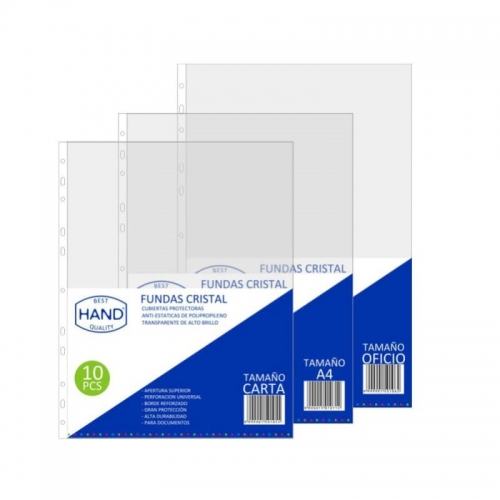 FUNDAS CRISTAL
TAMAÑO
OFICIO
FUNDAS CRISTAL
TAMAÑO
A4
BEST
HAND
QUALITY
FUNDAS CRISTAL
CUBIERTAS PROTECTORAS
ANTI-ESTATICAS DE POLIPROPILENO
TRANSPARENTE DE ALTO BRILLO
10
PCS
- APERTURA SUPERIOR
- PERFORACION UNIVERSAL
- BORDE REFORZADO
- GRAN PROTECCIÓN
- ALTA DURABILIDAD
- PARA DOCUMENTOS
TAMAÑO
CARTA